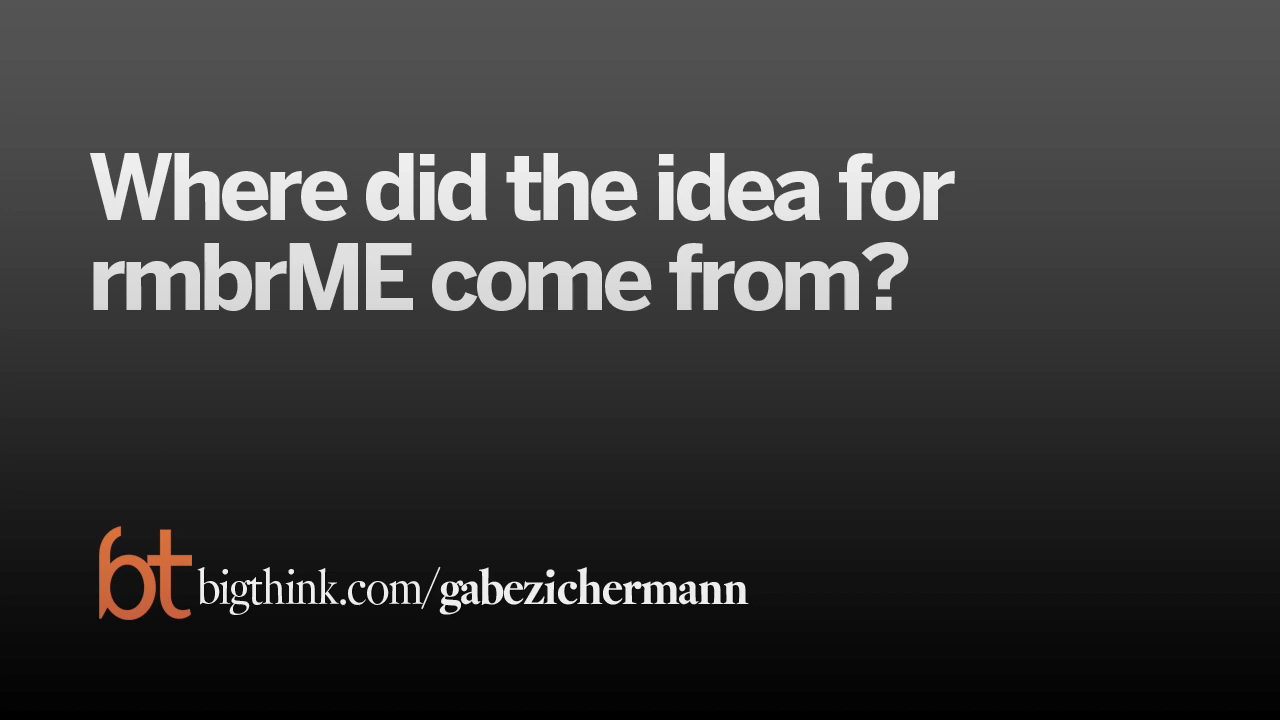 Where did the idea for
rmbrME come from?
bt bigthink.com/gabezichermann